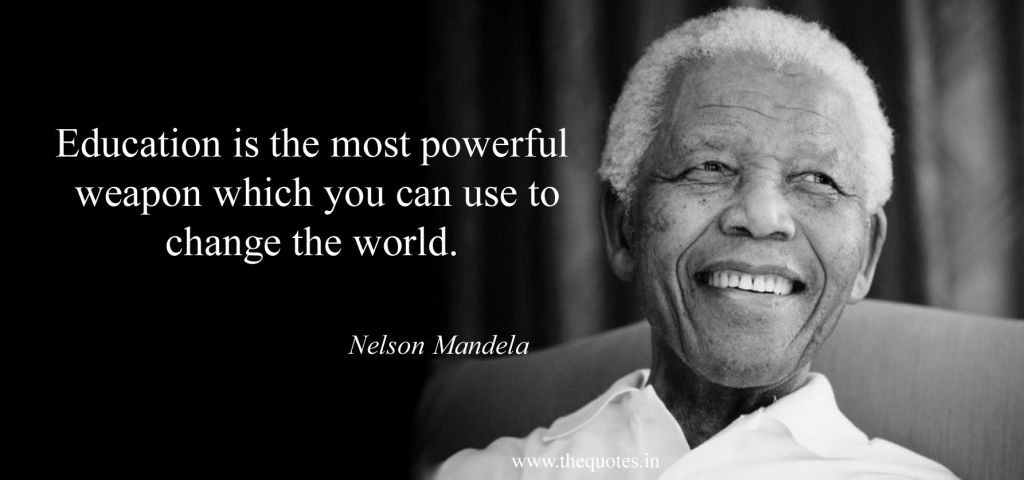 Education is the most powerful
weapon which you can use to
change the world.
Nelson Mandela
www.thequotes.in